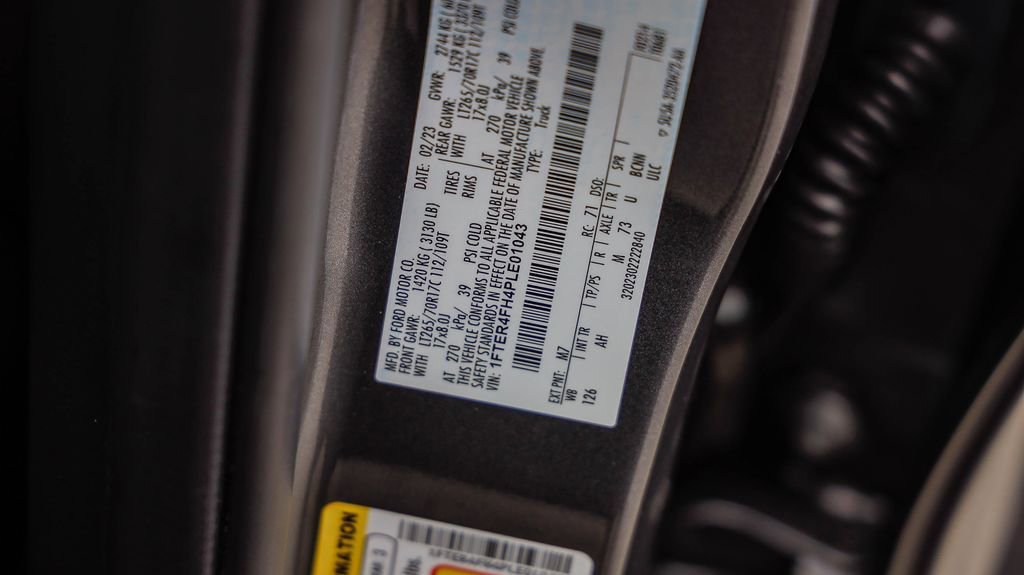 MFD. BY FORD MOTOR CO. DATE: 02/23 GVWR: 2744 KG
FRONT GAWR: 1420 KG ( 3130 LB) REAR GAWR: 1529 KG
WITH LT265/70R17C 112/109T TIRES WITH LT265/70R17C 112/109T
17x8.0J RIMS 17x8.0J
AT 270 kPa/ 39 PSI COLD AT 270 kPa/ 39 PSI COLD
THIS VEHICLE CONFORMS TO ALL APPLICABLE FEDERAL MOTOR VEHICLE
SAFETY STANDARDS IN EFFECT ON THE DATE OF MANUFACTURE SHOWN ABOVE.
VIN: 1FTER4FH4PLE01043 TYPE: Truck
EXT PNT: M7 RC: 71 DSO:
WB INT TR TP/PS R AXLE TR SPR
126 AH M 73 U BON
ULC
3202302222840